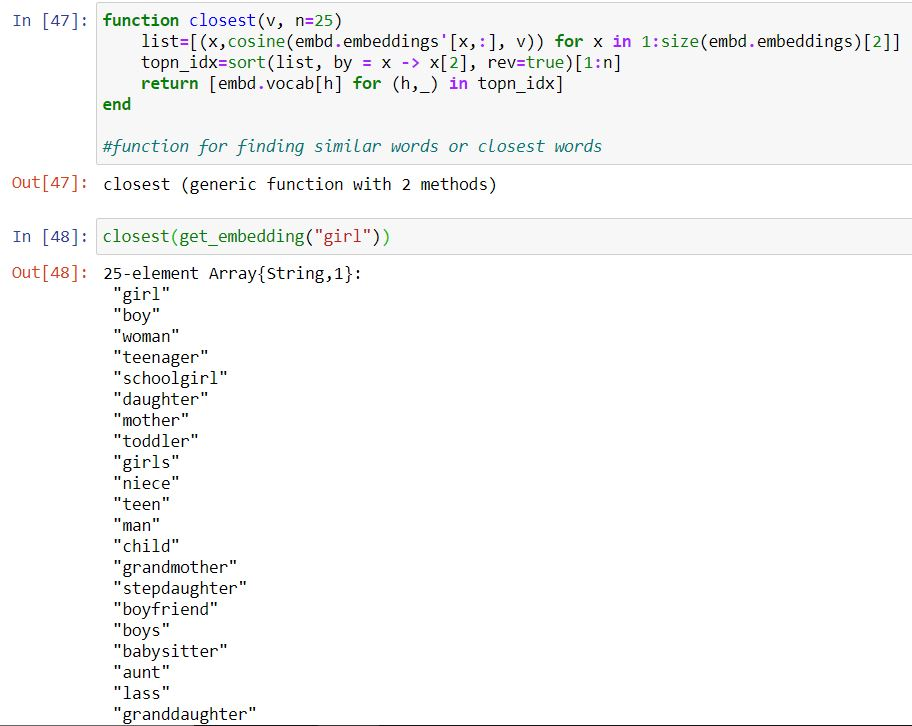 In [47]: function closest(v, n=25)
    list=[(x,cosine(embd.embeddings'[x,:], v)) for x in 1:size(embd.embeddings)[2]]
    topn_idx=sort(list, by = x -> x[2], rev=true)[1:n]
    return [embd.vocab[h] for (h,_) in topn_idx]
end
#function for finding similar words or closest words
Out[47]: closest (generic function with 2 methods)
In [48]: closest(get_embedding("girl"))
Out[48]: 25-element Array{String,1}:
 "girl"
 "boy"
 "woman"
 "teenager"
 "schoolgirl"
 "daughter"
 "mother"
 "toddler"
 "girls"
 "niece"
 "teen"
 "man"
 "child"
 "grandmother"
 "stepdaughter"
 "boyfriend"
 "boys"
 "babysitter"
 "aunt"
 "lass"
 "granddaughter"